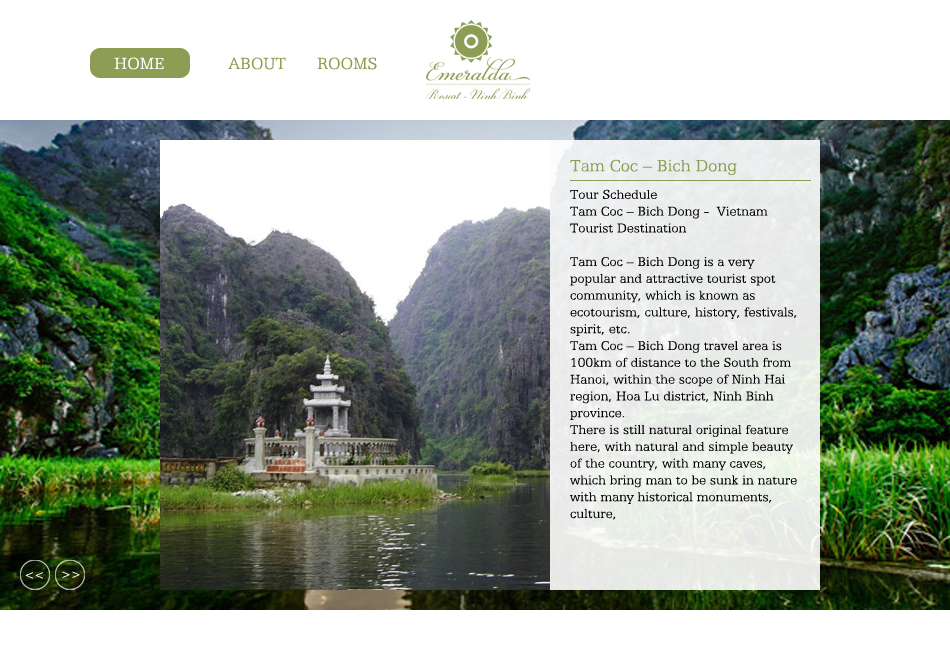 HOME
ABOUT
ROOMS
Emeralda
Resort - Ninh Binh
Tam Coc – Bich Dong
Tour Schedule
Tam Coc – Bich Dong -  Vietnam
Tourist Destination
Tam Coc – Bich Dong is a very
popular and attractive tourist spot
community, which is known as
ecotourism, culture, history, festivals,
spirit, etc.
Tam Coc – Bich Dong travel area is
100km of distance to the South from
Hanoi, within the scope of Ninh Hai
region, Hoa Lu district, Ninh Binh
province.
There is still natural original feature
here, with natural and simple beauty
of the country, with many caves,
which bring man to be sunk in nature
with many historical monuments,
culture,
<< >>